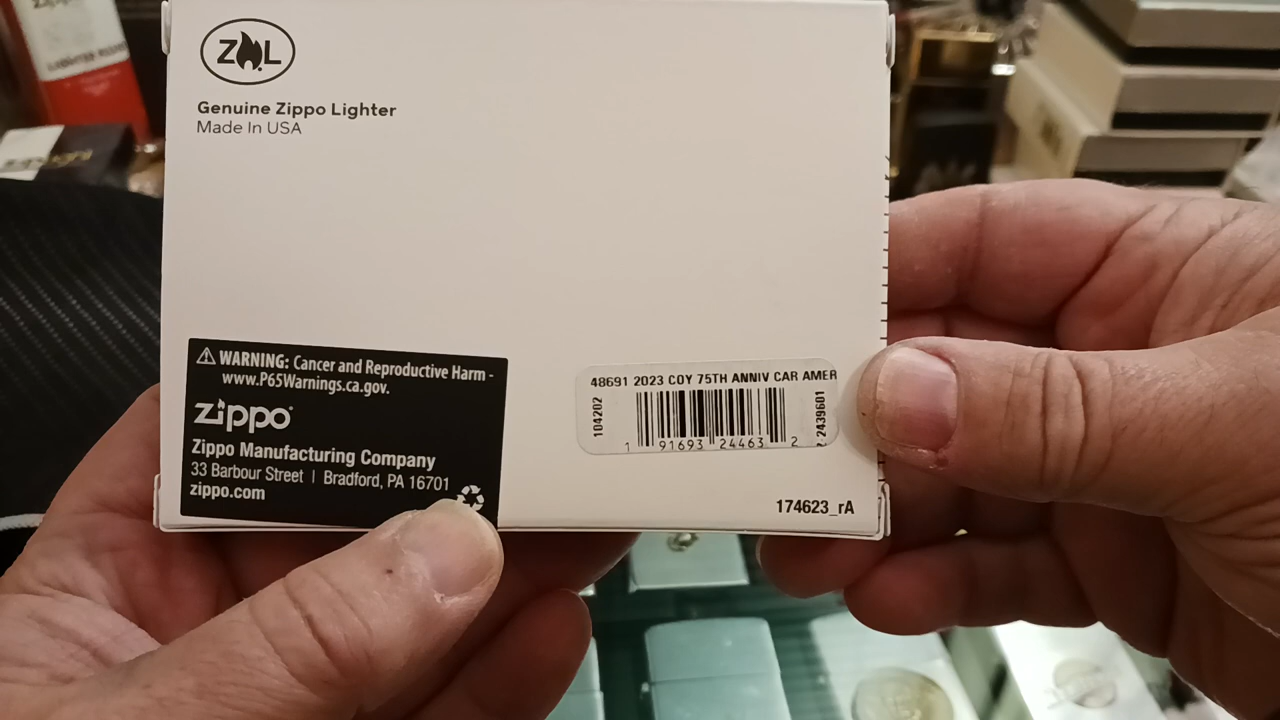 Zippo
Z L
Genuine Zippo Lighter
Made In USA
WARNING: Cancer and Reproductive Harm -
www.P65Warnings.ca.gov.
zippo
Zippo Manufacturing Company
33 Barbour Street | Bradford, PA 16701
zippo.com
48691 2023 COY 75TH ANNIV CAR AMER
104202
2439601
1 91693 24463 2
174623_rA